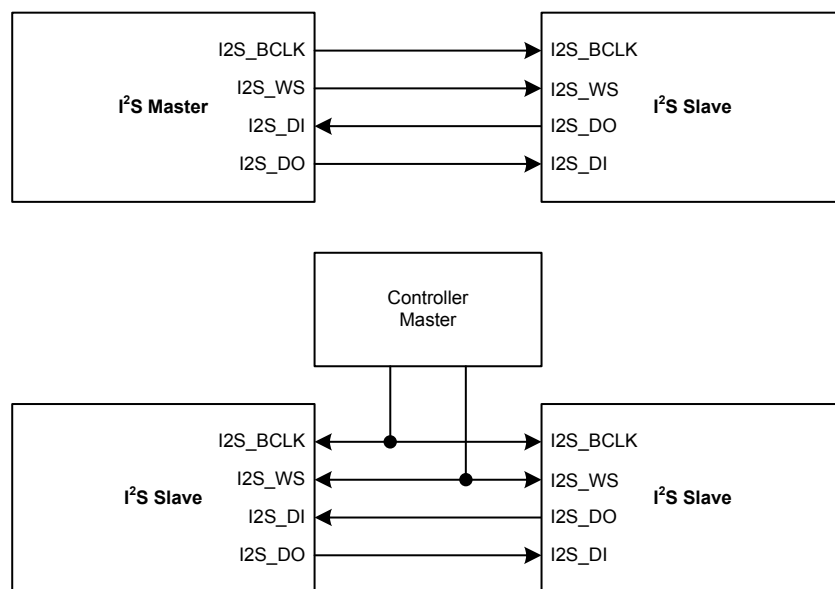 I2S_BCLK I2S_BCLK
I2S_WS I2S_WS
I²S Master I²S Slave
I2S_DI I2S_DO
I2S_DO I2S_DI
Controller
Master
I2S_BCLK I2S_BCLK
I2S_WS I2S_WS
I²S Slave I²S Slave
I2S_DI I2S_DO
I2S_DO I2S_DI